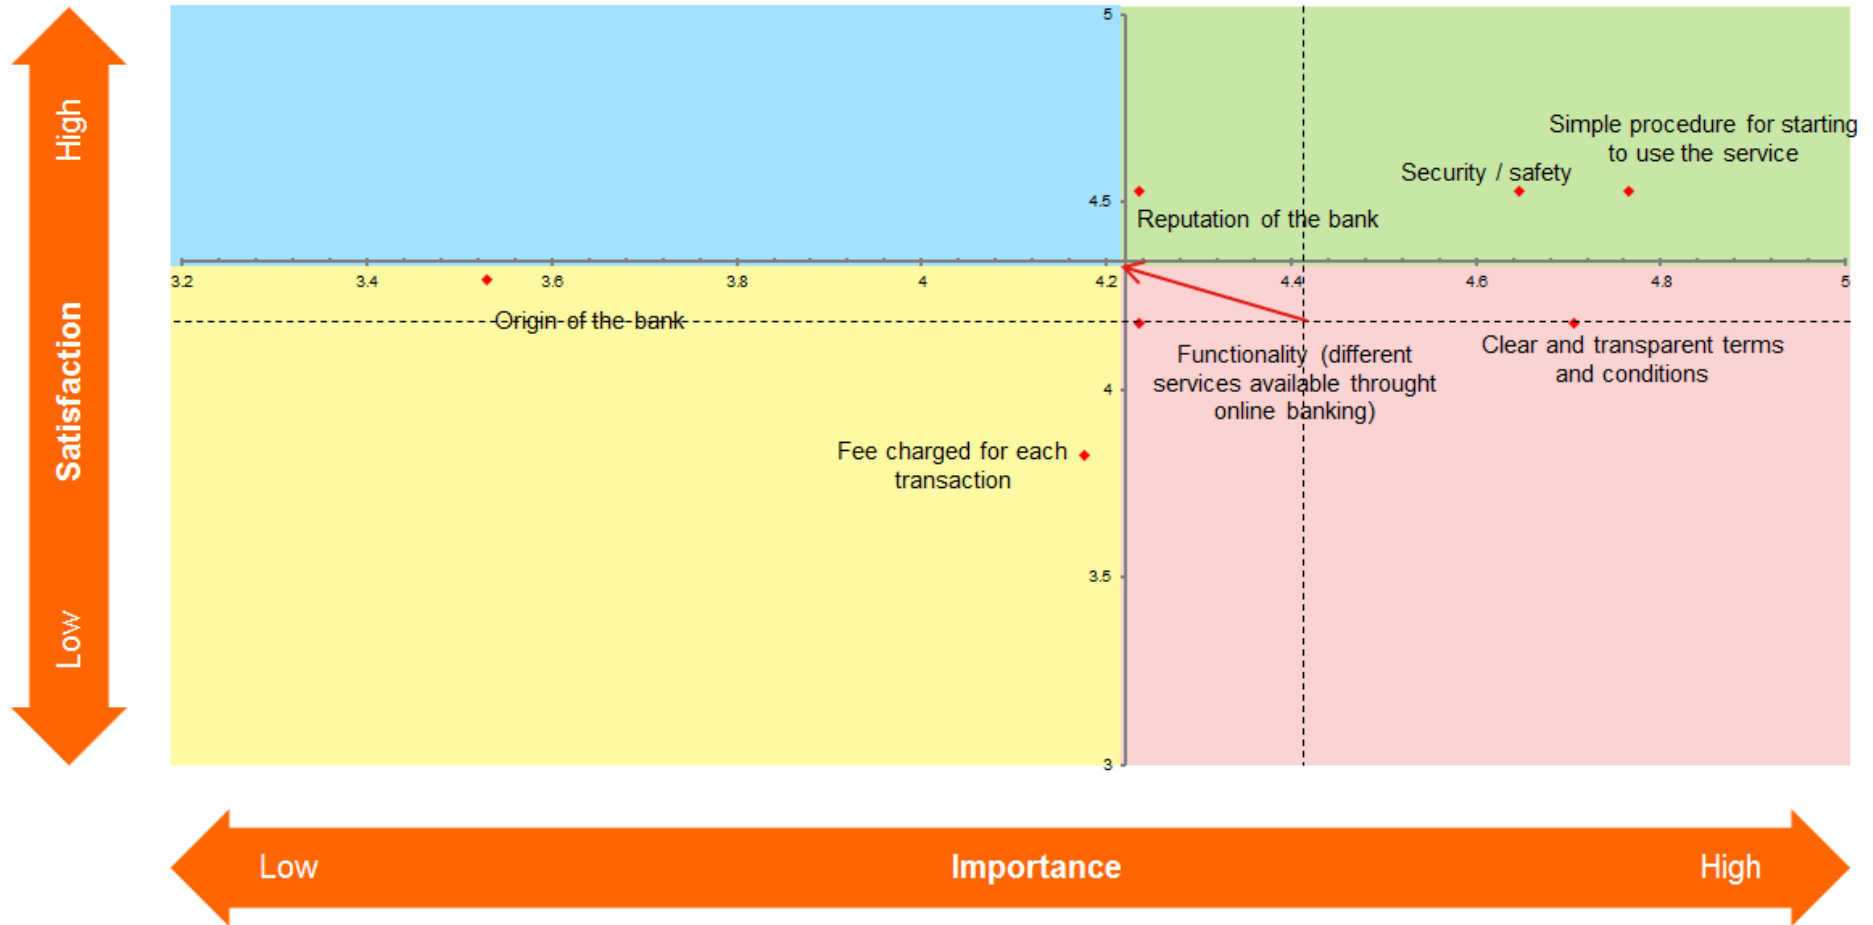 High
Satisfaction
Low
5
4.5
4
3.5
3
3.2
3.4
3.6
3.8
4
4.2
4.4
4.6
4.8
5
Simple procedure for starting
to use the service
Security / safety
Reputation of the bank
Origin of the bank
Functionality (different
services available throught
online banking)
Clear and transparent terms
and conditions
Fee charged for each
transaction
Low
Importance
High